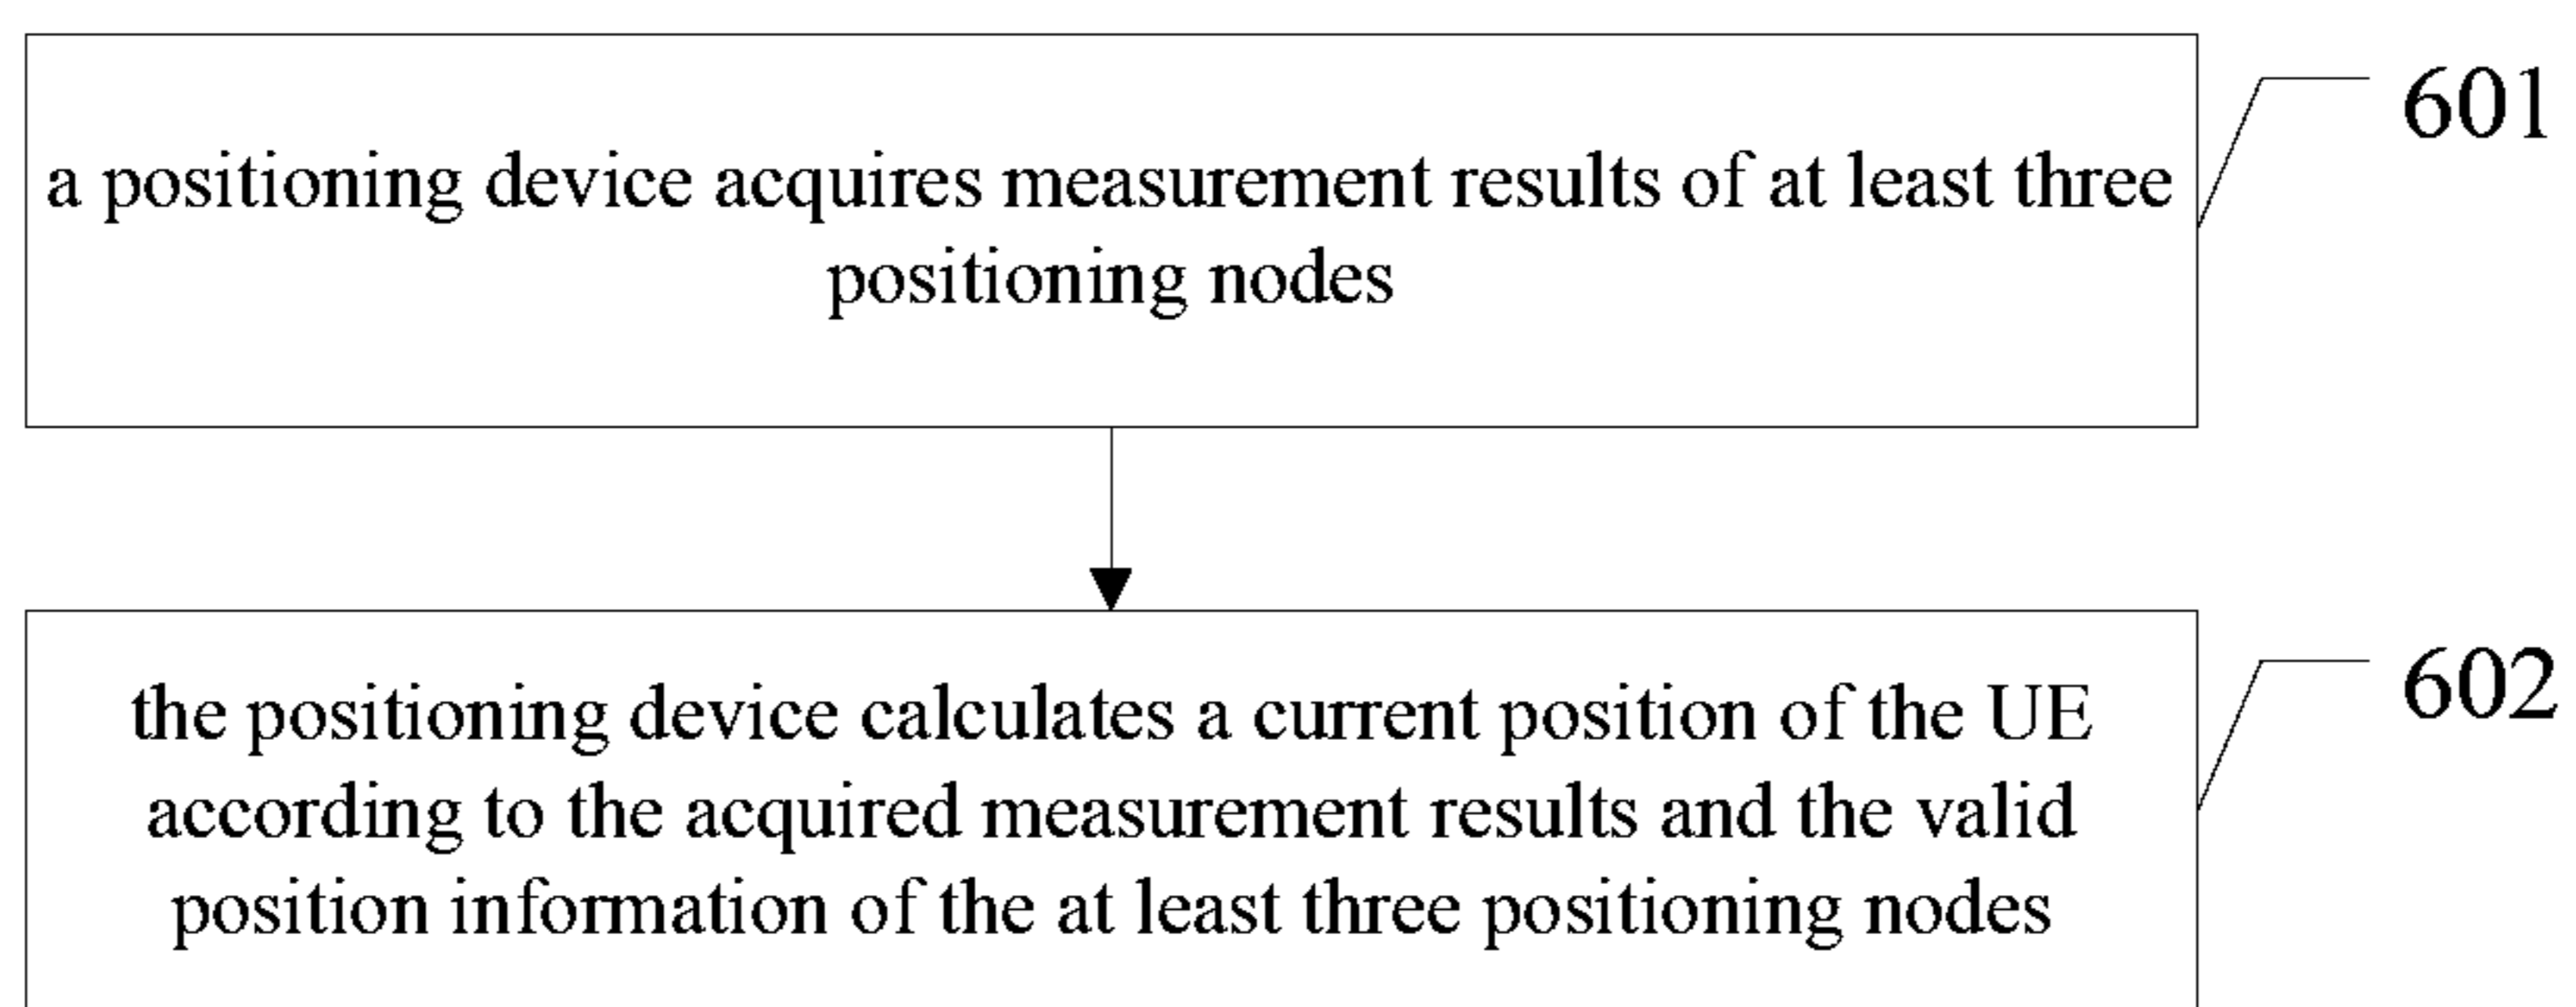 a positioning device acquires measurement results of at least three
positioning nodes
601
the positioning device calculates a current position of the UE
according to the acquired measurement results and the valid
position information of the at least three positioning nodes
602